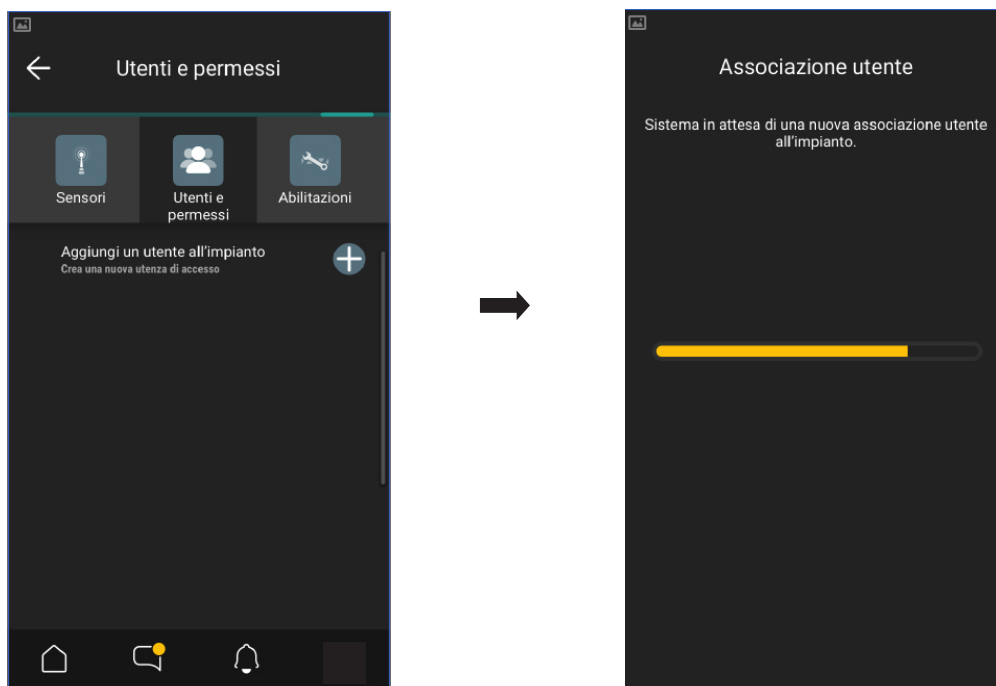 Utenti e permessi
Sensori
Utenti e
permessi
Abilitazioni
Aggiungi un utente all'impianto
Crea una nuova utenza di accesso
Associazione utente
Sistema in attesa di una nuova associazione utente
all'impianto.